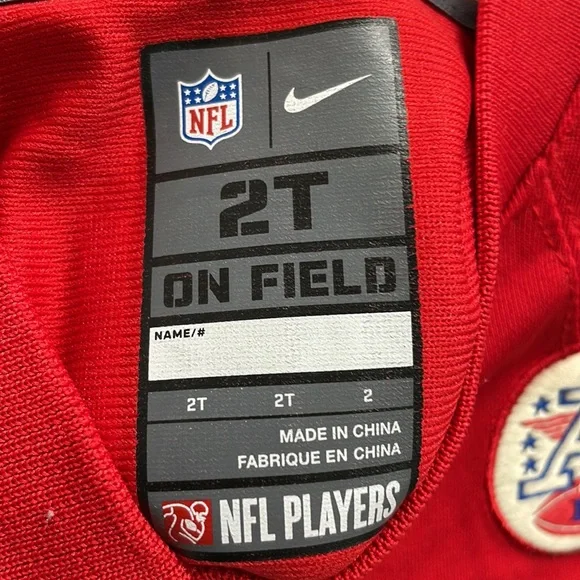 NFL
2T
ON FIELD
NAME/#
2T 2T 2
MADE IN CHINA
FABRIQUE EN CHINA
NFL PLAYERS